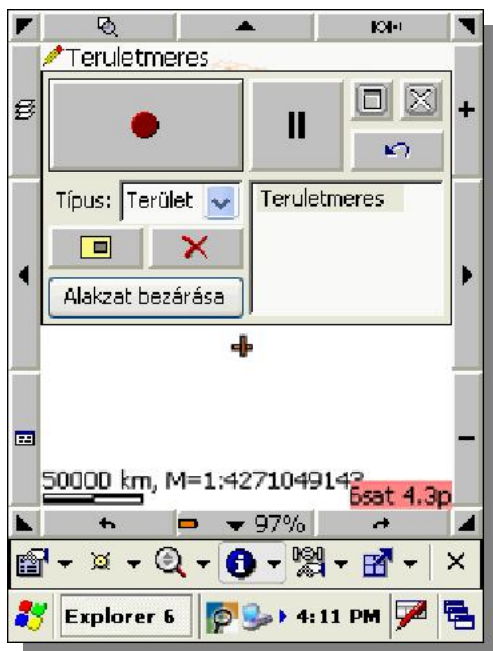 Teruletmeres
Típus: Terület
Teruletmeres
Alakzat bezárása
50000 km, M=1:4271049143
6sat 4.3p
97%
Explorer 6
4:11 PM